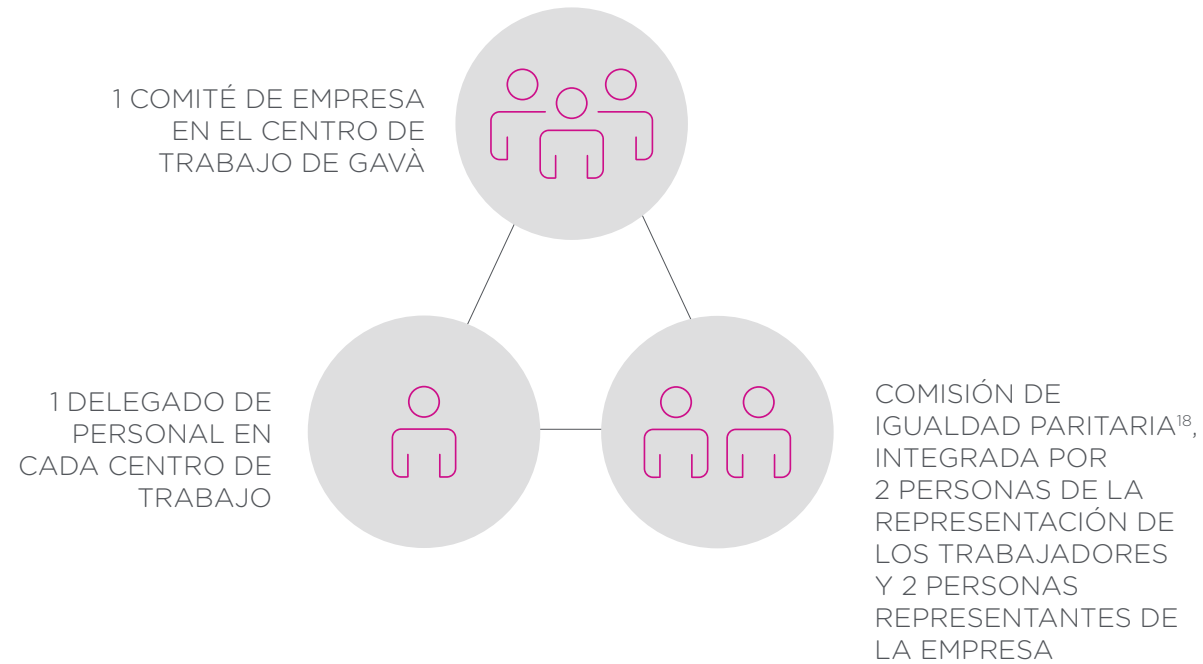 1 COMITÉ DE EMPRESA
EN EL CENTRO DE
TRABAJO DE GAVÀ
1 DELEGADO DE
PERSONAL EN
CADA CENTRO DE
TRABAJO
COMISIÓN DE
IGUALDAD PARITARIA¹⁸,
INTEGRADA POR
2 PERSONAS DE LA
REPRESENTACIÓN DE
LOS TRABAJADORES
Y 2 PERSONAS
REPRESENTANTES DE
LA EMPRESA